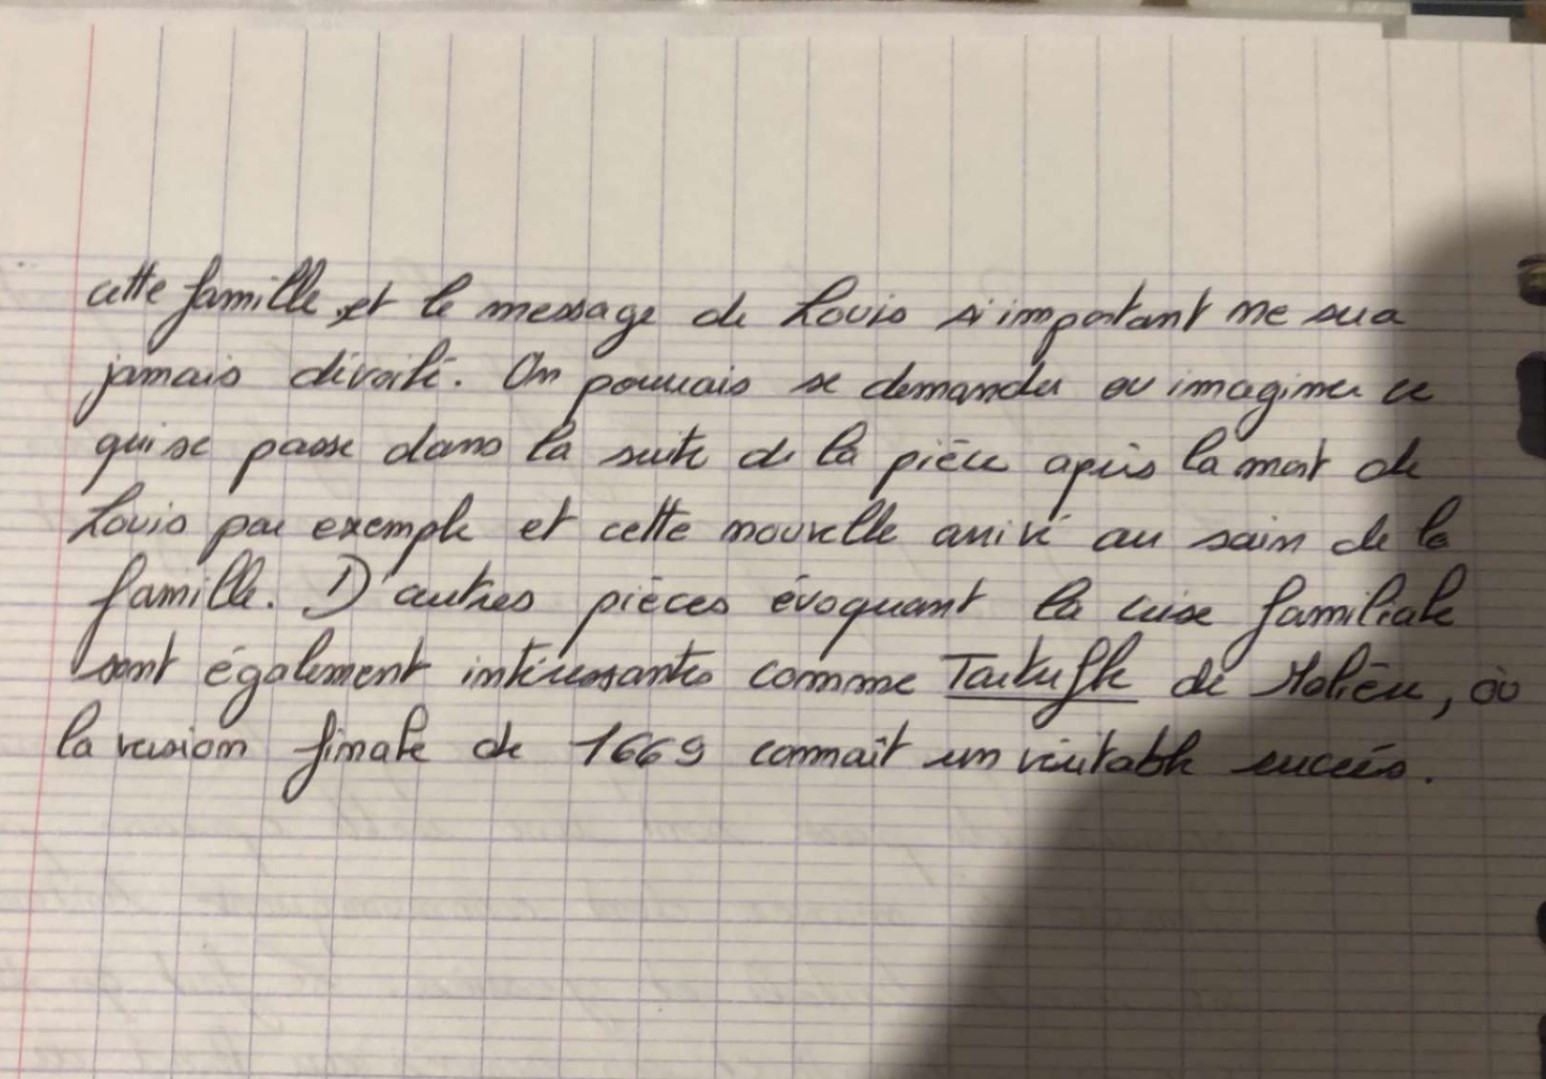 cette famille, et le message de Louis si important ne sera
jamais dévoilé. On pourrais se demander ou imaginer ce
qui se passe dans la suite de la pièce après la mort de
Louis par exemple et cette nouvelle arrivé au sain de la
famille. D'autres pièces évoquant la crise familiale
sont également intéressantes comme Tartuffe de Molière, où
la version finale de 1669 connait un véritable succès.